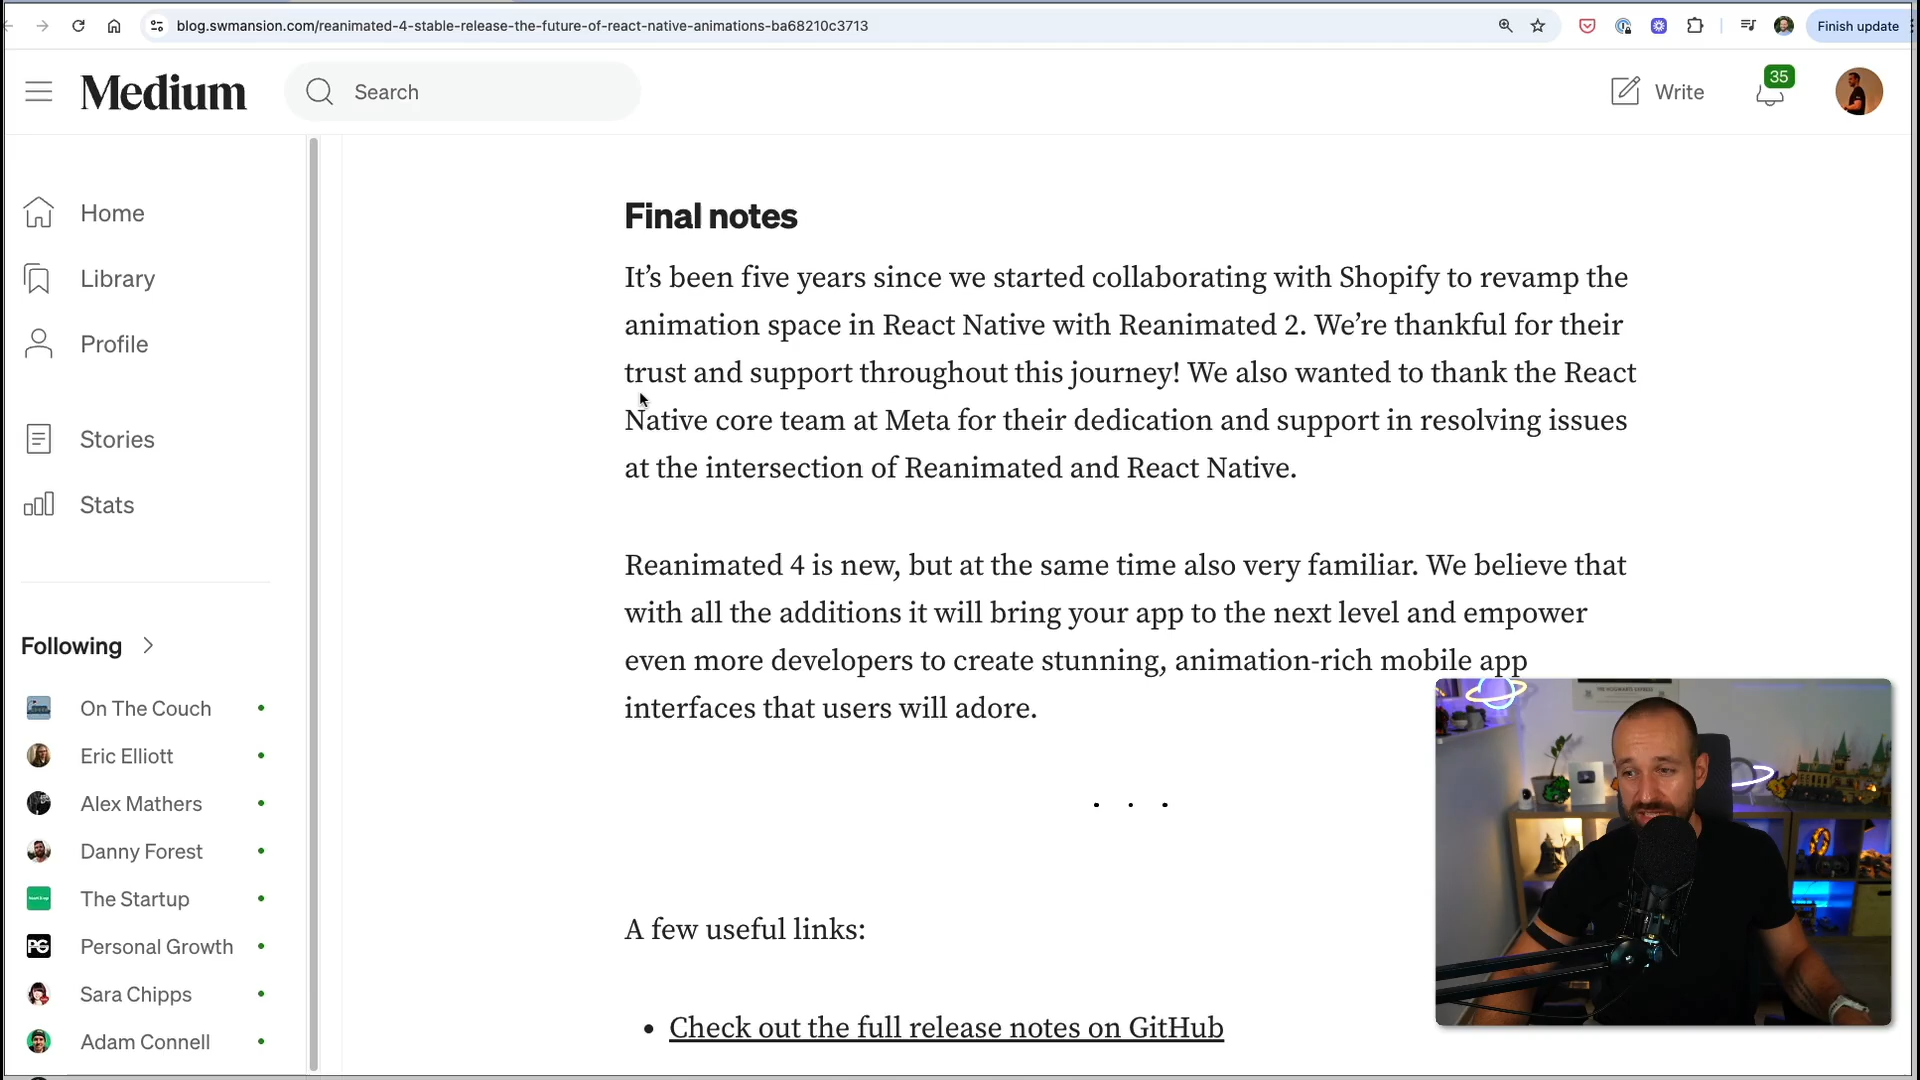 blog.swmansion.com/reanimated-4-stable-release-the-future-of-react-native-animations-ba68210c3713
Finish update
Medium
Search
Write
35
Home
Library
Profile
Stories
Stats
Following
On The Couch
Eric Elliott
Alex Mathers
Danny Forest
The Startup
PG
Personal Growth
Sara Chipps
Adam Connell
Final notes
It’s been five years since we started collaborating with Shopify to revamp the
animation space in React Native with Reanimated 2. We’re thankful for their
trust and support throughout this journey! We also wanted to thank the React
Native core team at Meta for their dedication and support in resolving issues
at the intersection of Reanimated and React Native.
Reanimated 4 is new, but at the same time also very familiar. We believe that
with all the additions it will bring your app to the next level and empower
even more developers to create stunning, animation-rich mobile app
interfaces that users will adore.
. . .
A few useful links:
• Check out the full release notes on GitHub